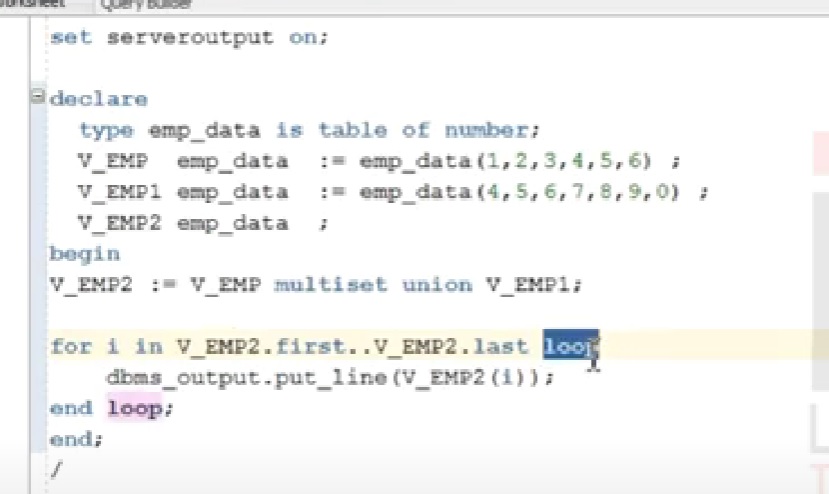 Query Builder
set serveroutput on;
declare
type emp_data is table of number;
V_EMP emp_data := emp_data(1,2,3,4,5,6) ;
V_EMP1 emp_data := emp_data(4,5,6,7,8,9,0) ;
V_EMP2 emp_data ;
begin
V_EMP2 := V_EMP multiset union V_EMP1;
for i in V_EMP2.first..V_EMP2.last loop
dbms_output.put_line(V_EMP2(i));
end loop;
end;
/